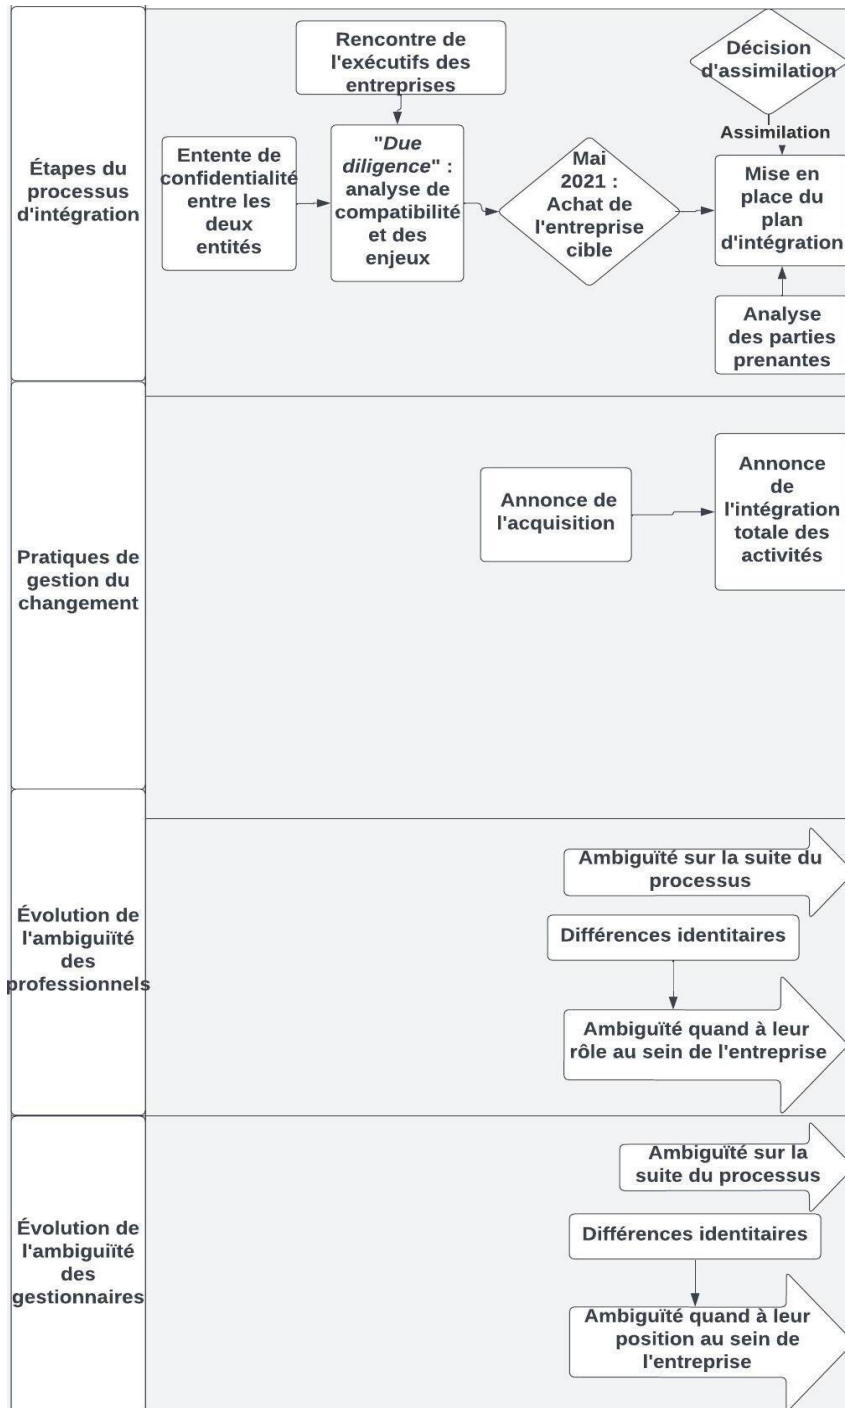 Étapes du
processus
d'intégration
Rencontre de
l'exécutifs des
entreprises
Entente de
confidentialité
entre les
deux
entités
"Due
diligence" :
analyse de
compatibilité
et des
enjeux
Mai
2021 :
Achat de
l'entreprise
cible
Décision
d'assimilation
Assimilation
Mise en
place du
plan
d'intégration
Analyse
des parties
prenantes
Pratiques de
gestion du
changement
Annonce de
l'acquisition
Annonce
de
l'intégration
totale des
activités
Évolution de
l'ambiguiïté
des
professionnels
Ambiguïté sur la suite du
processus
Différences identitaires
Ambiguïté quand à leur
rôle au sein de l'entreprise
Évolution de
l'ambiguiïté
des
gestionnaires
Ambiguïté sur la
suite du processus
Différences identitaires
Ambiguïté quand à leur
position au sein de
l'entreprise